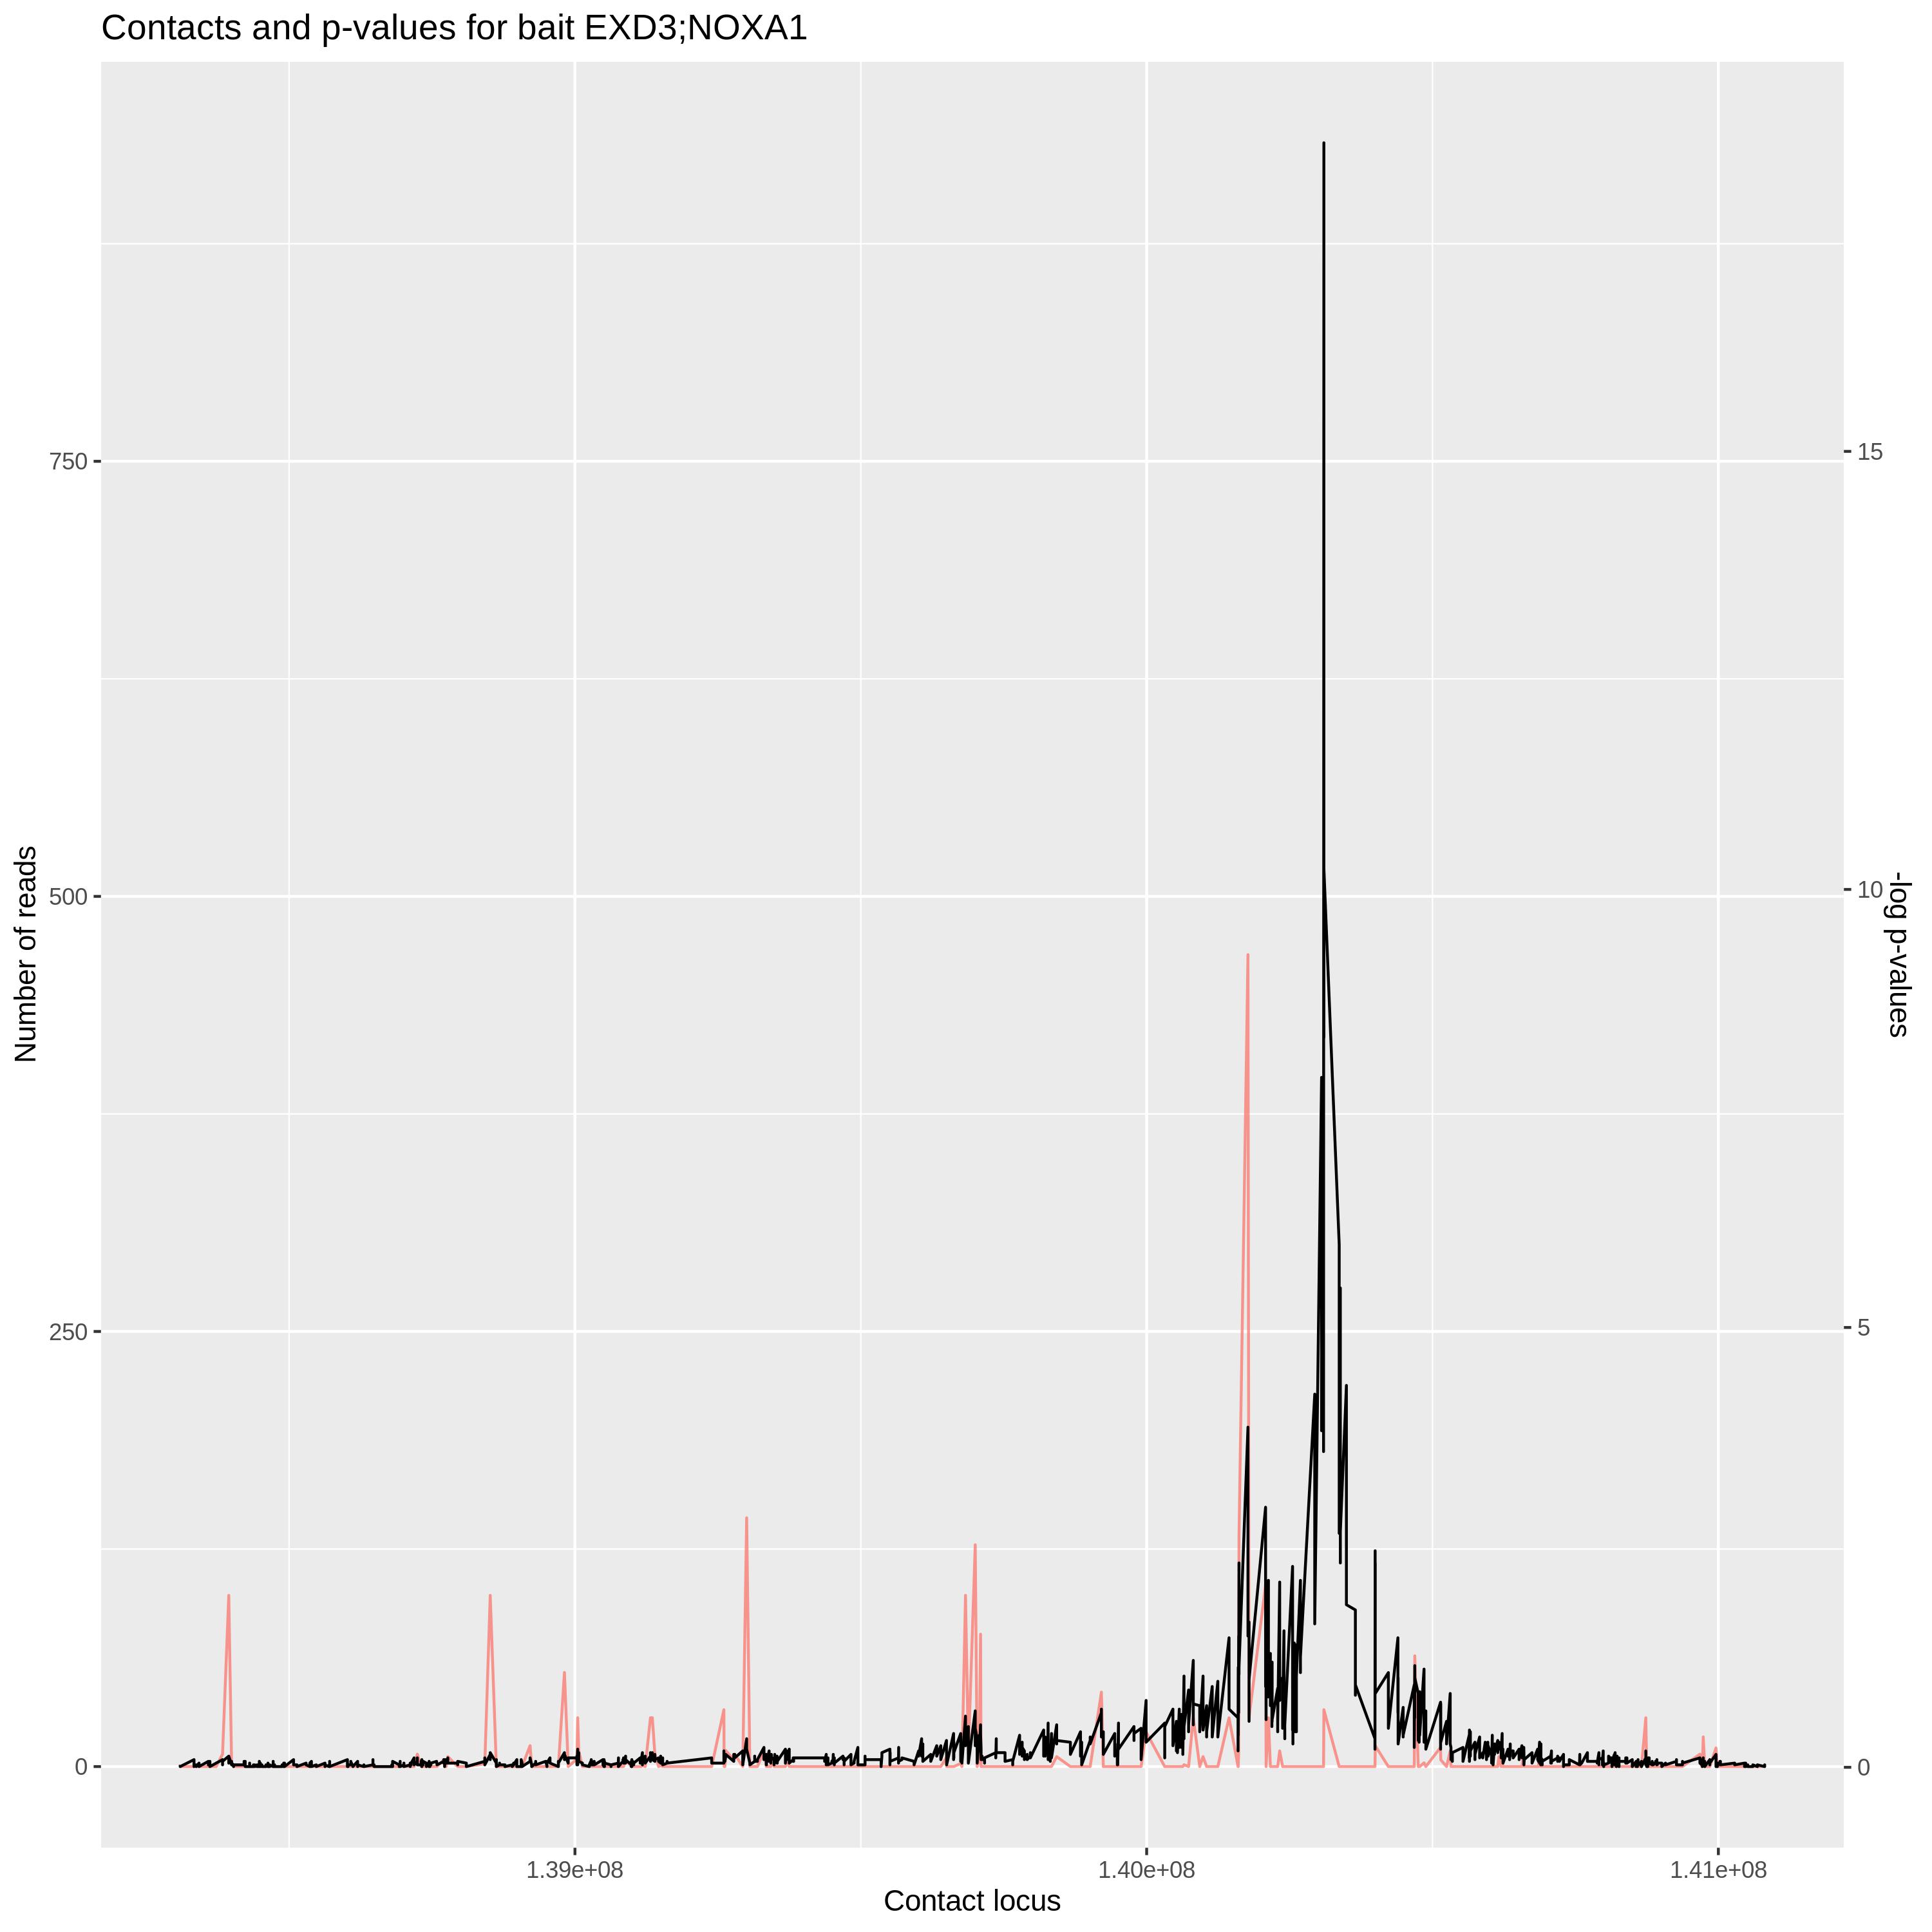 Contacts and p-values for bait EXD3;NOXA1
Number of reads
750
500
250
0
15
10
5
0
-log p-values
1.39e+08
1.40e+08
1.41e+08
Contact locus